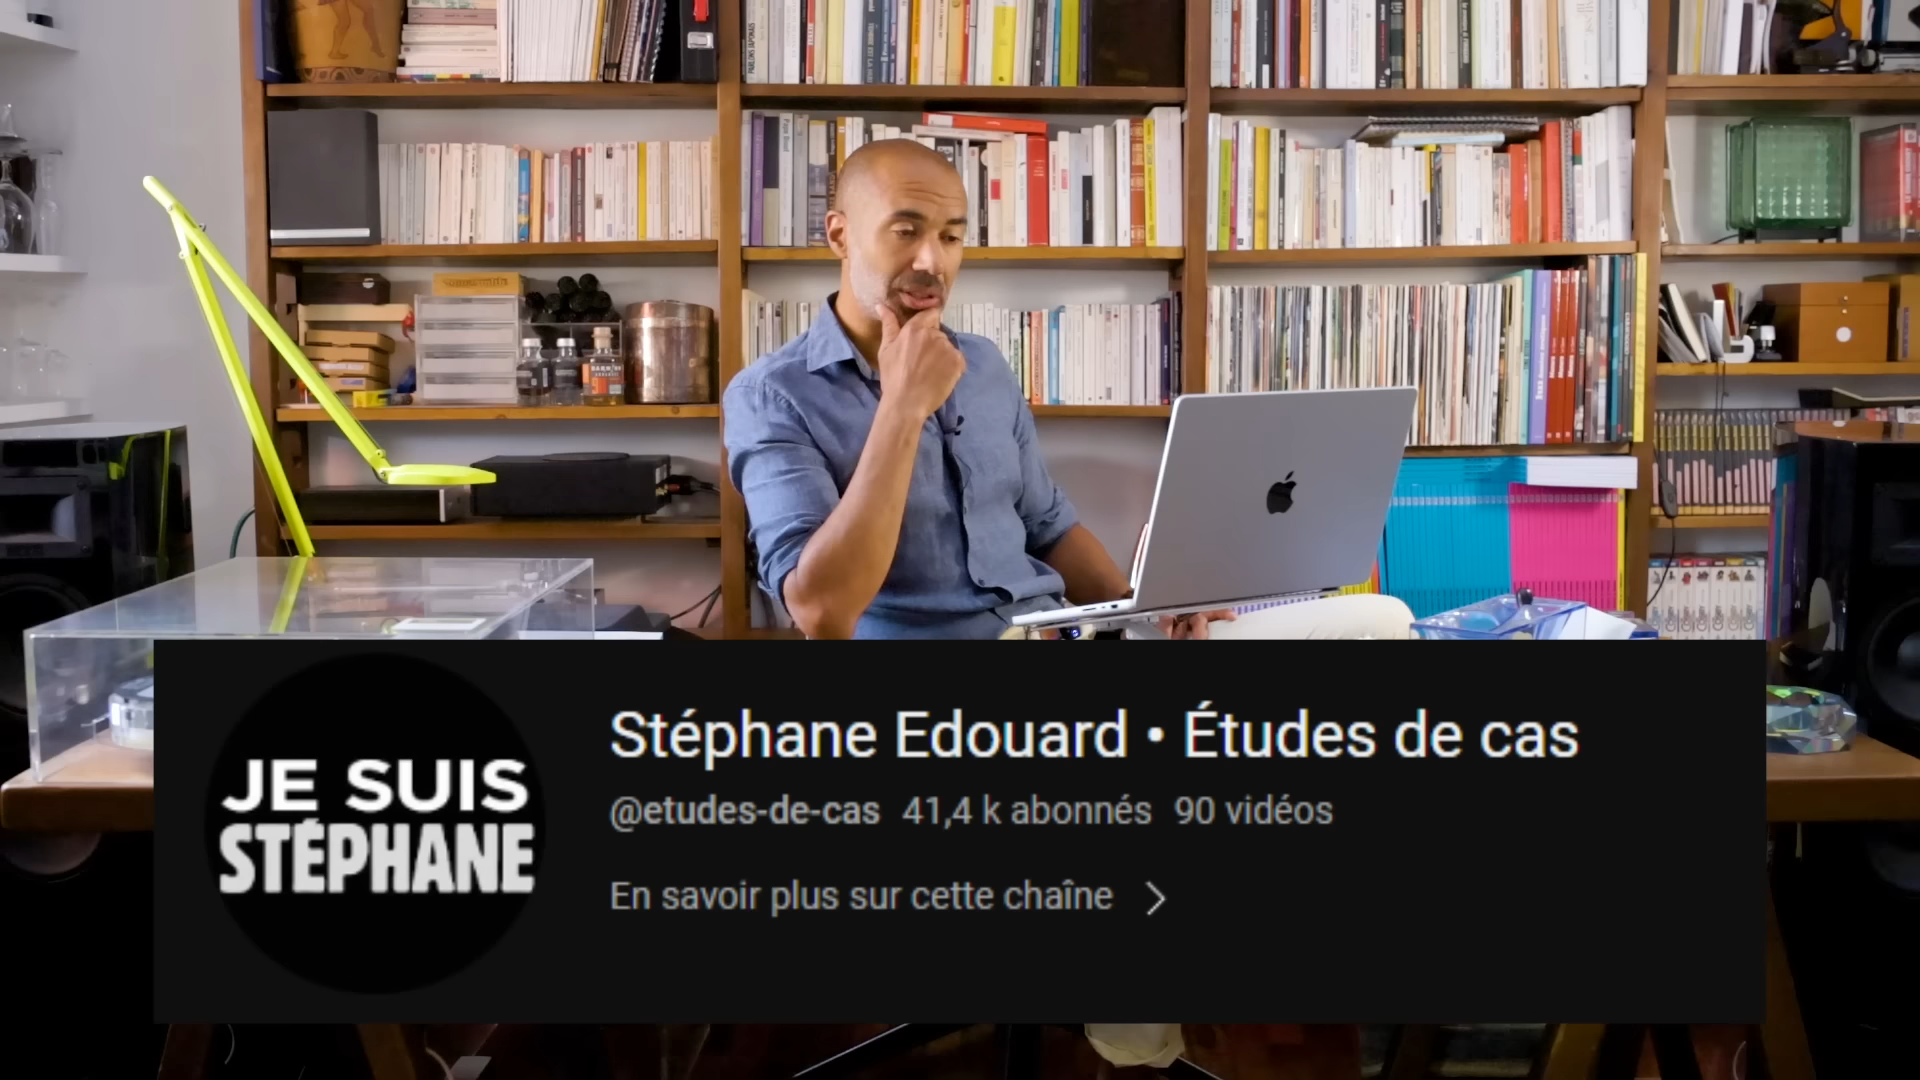 JE SUIS
STÉPHANE
Stéphane Edouard • Études de cas
@etudes-de-cas 41,4 k abonnés 90 vidéos
En savoir plus sur cette chaîne